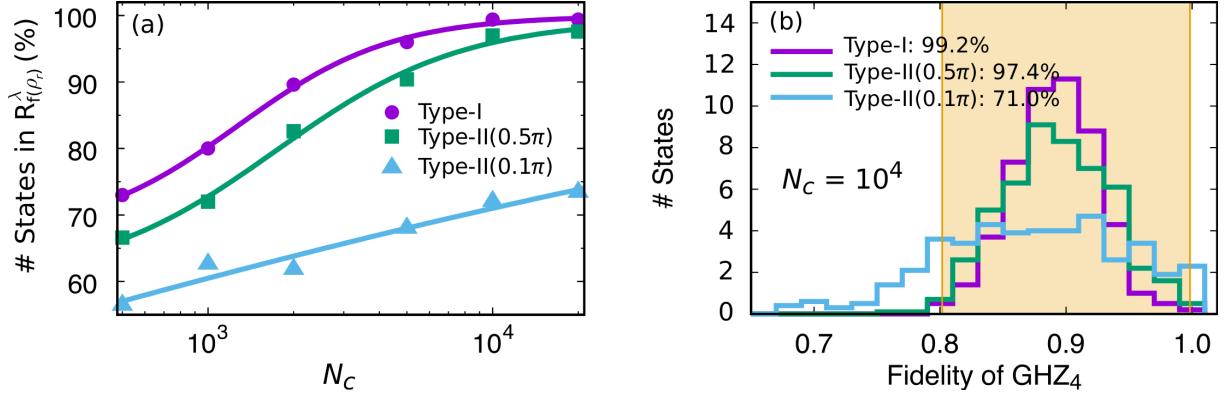 (a)
# States in R^λ_f(ρ_r) (%)
100
90
80
70
60
Type-I
Type-II(0.5π)
Type-II(0.1π)
10^3
10^4
N_C
(b)
# States
14
12
10
8
6
4
2
0
Type-I: 99.2%
Type-II(0.5π): 97.4%
Type-II(0.1π): 71.0%
N_C = 10^4
0.7
0.8
0.9
1.0
Fidelity of GHZ_4